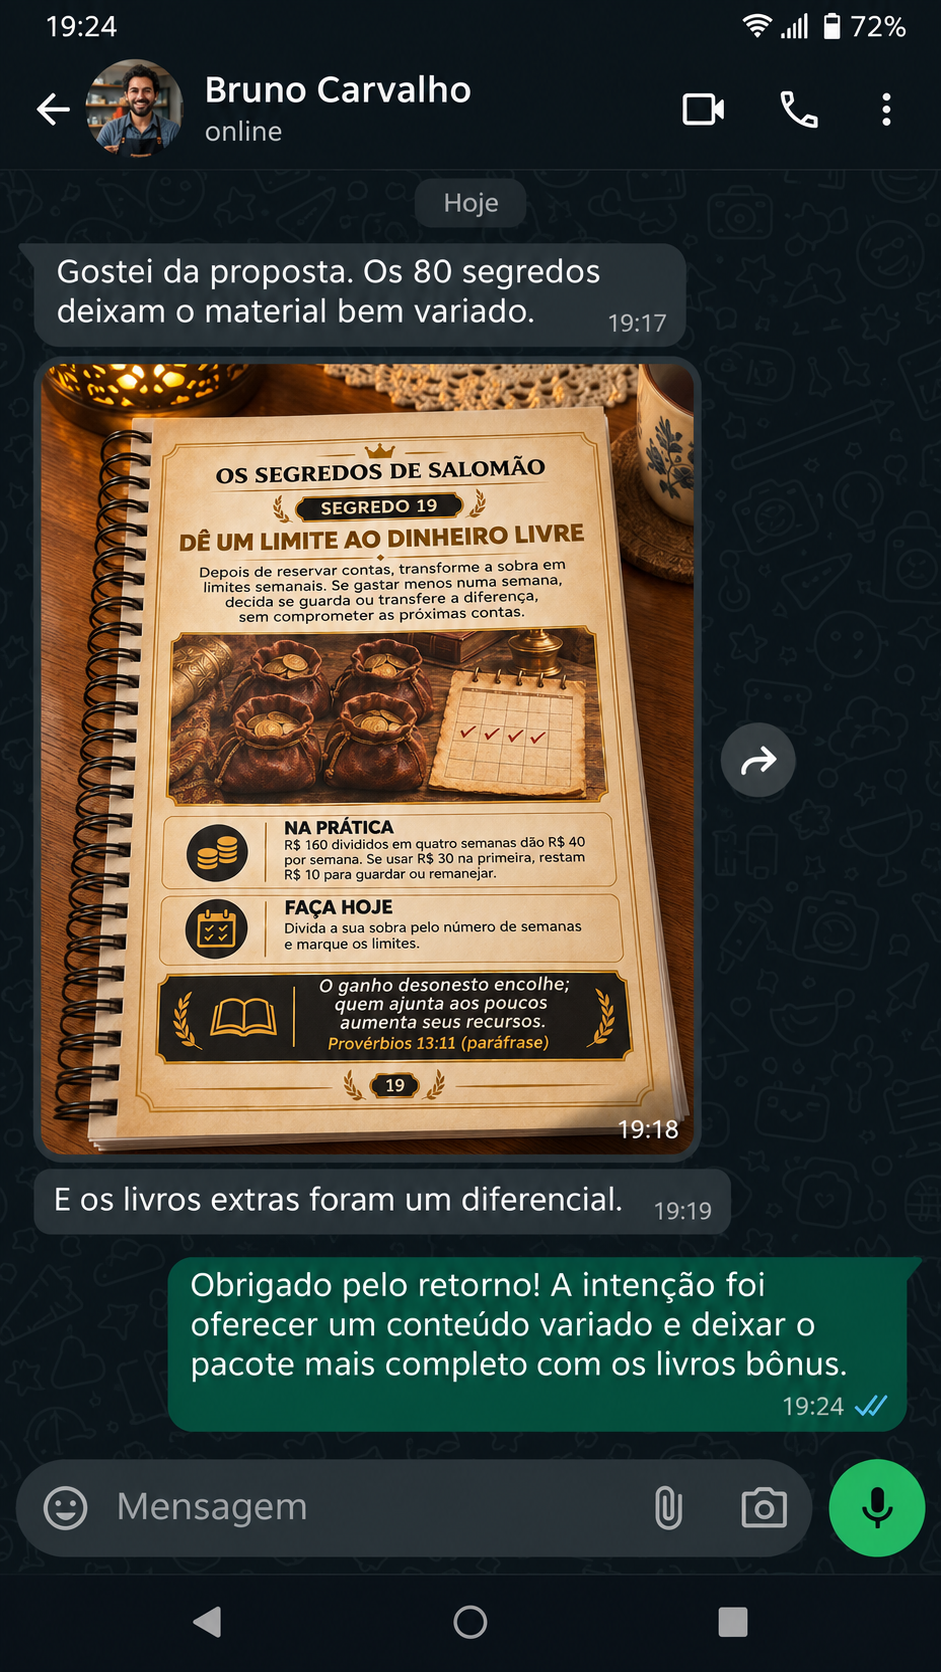 19:24
72%
Bruno Carvalho
online
Hoje
Gostei da proposta. Os 80 segredos
deixam o material bem variado.
19:17
OS SEGREDOS DE SALOMÃO
SEGREDO 19
DÊ UM LIMITE AO DINHEIRO LIVRE
Depois de reservar contas, transforme a sobra em
limites semanais. Se gastar menos numa semana,
decida se guarda ou transfere a diferença,
sem comprometer as próximas contas.
NA PRÁTICA
R$ 160 divididos em quatro semanas dão R$ 40
por semana. Se usar R$ 30 na primeira, restam
R$ 10 para guardar ou remanejar.
FAÇA HOJE
Divida a sua sobra pelo número de semanas
e marque os limites.
O ganho desonesto encolhe;
quem ajunta aos poucos
aumenta seus recursos.
Provérbios 13:11 (paráfrase)
19
19:18
E os livros extras foram um diferencial.
19:19
Obrigado pelo retorno! A intenção foi
oferecer um conteúdo variado e deixar o
pacote mais completo com os livros bônus.
19:24
Mensagem